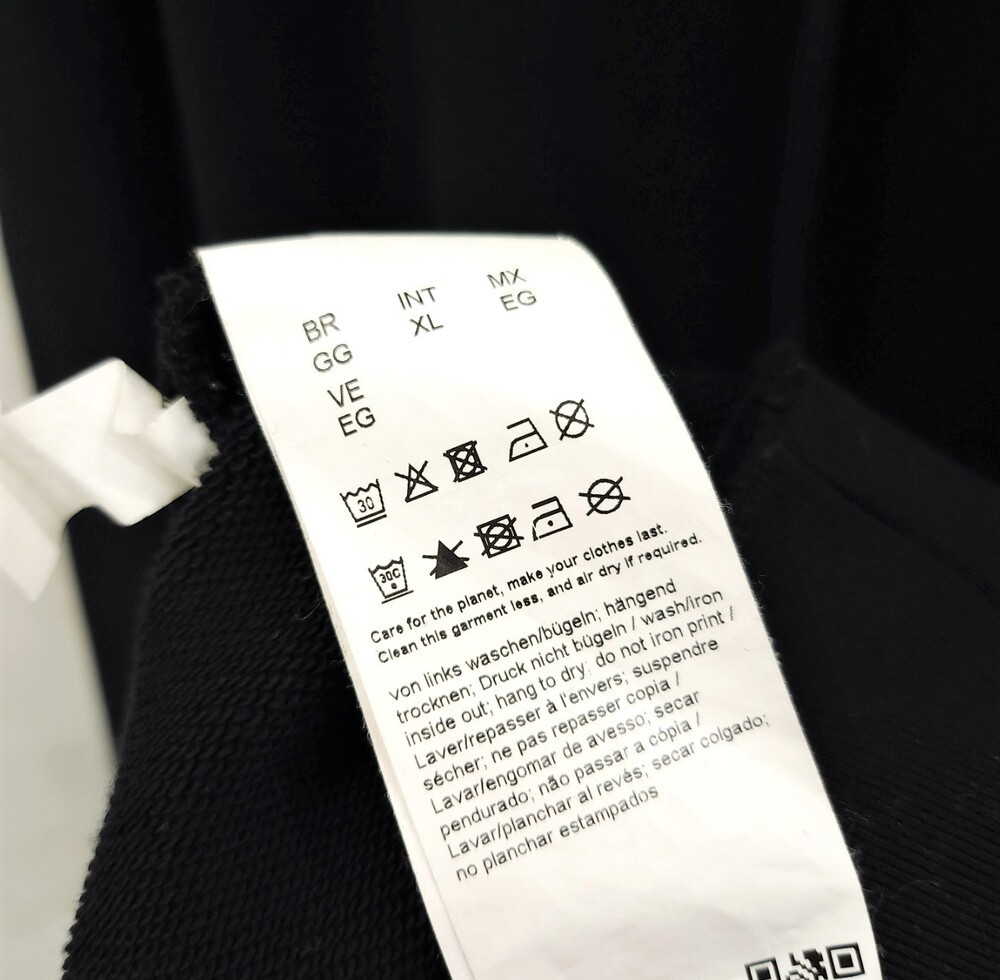 BR INT MX
GG XL EG
VE
EG
30
30C
Care for the planet, make your clothes last.
Clean this garment less, and air dry if required.
von links waschen/bügeln; hängend
trocknen; Druck nicht bügeln / wash/iron
inside out; hang to dry; do not iron print /
Laver/repasser à l'envers; suspendre
sécher; ne pas repasser copia /
Lavar/engomar de avesso; secar
pendurado; não passar a cópia /
Lavar/planchar al revès; secar colgado;
no planchar estampados